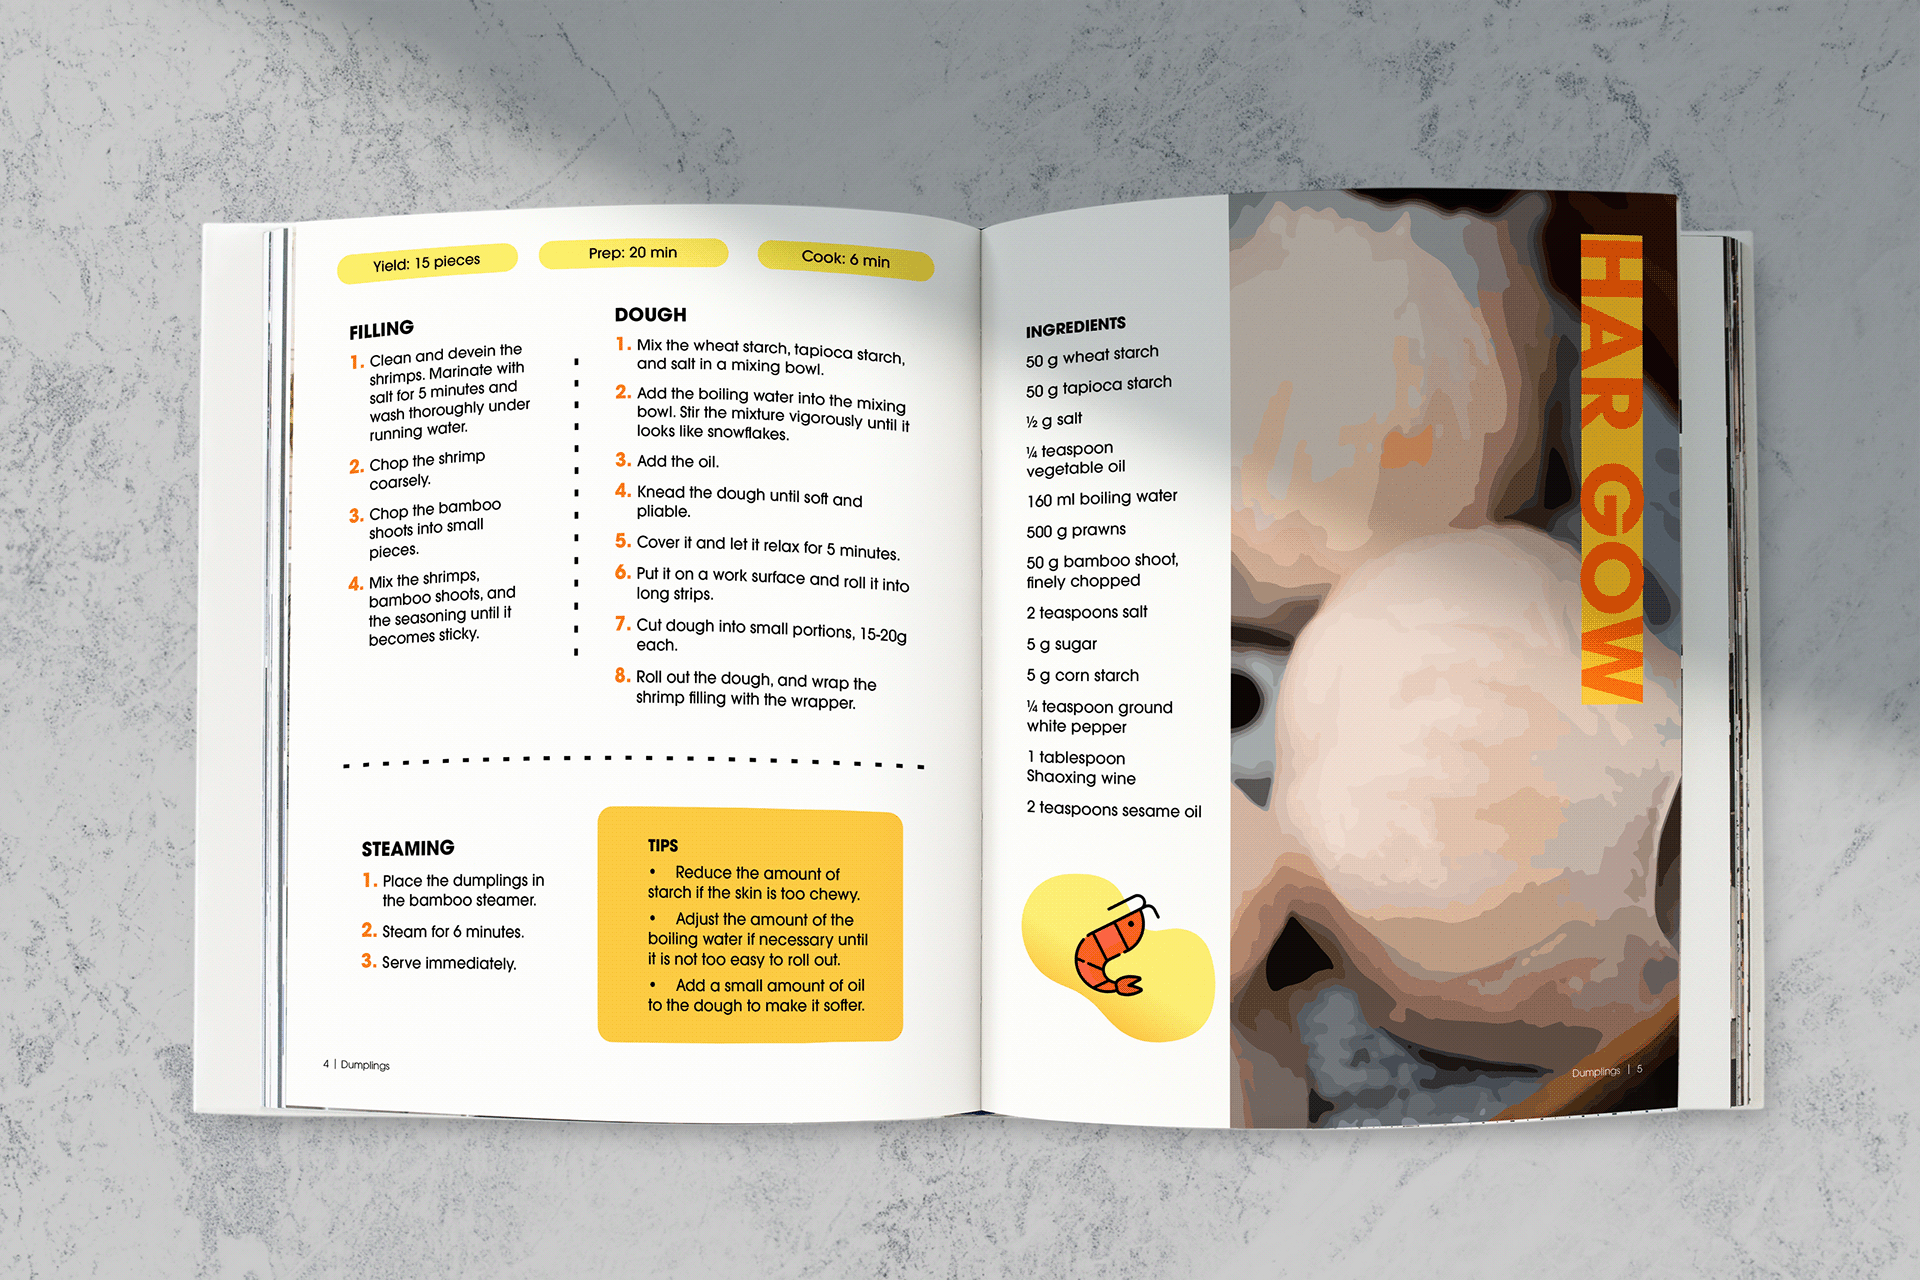 Yield: 15 pieces
Prep: 20 min
Cook: 6 min
FILLING
1. Clean and devein the
shrimps. Marinate with
salt for 5 minutes and
wash thoroughly under
running water.
2. Chop the shrimp
coarsely.
3. Chop the bamboo
shoots into small
pieces.
4. Mix the shrimps,
bamboo shoots, and
the seasoning until it
becomes sticky.
DOUGH
1. Mix the wheat starch, tapioca starch,
and salt in a mixing bowl.
2. Add the boiling water into the mixing
bowl. Stir the mixture vigorously until it
looks like snowflakes.
3. Add the oil.
4. Knead the dough until soft and
pliable.
5. Cover it and let it relax for 5 minutes.
6. Put it on a work surface and roll it into
long strips.
7. Cut dough into small portions, 15-20g
each.
8. Roll out the dough, and wrap the
shrimp filling with the wrapper.
STEAMING
1. Place the dumplings in
the bamboo steamer.
2. Steam for 6 minutes.
3. Serve immediately.
TIPS
• Reduce the amount of
starch if the skin is too chewy.
• Adjust the amount of the
boiling water if necessary until
it is not too easy to roll out.
• Add a small amount of oil
to the dough to make it softer.
4 | Dumplings
INGREDIENTS
50 g wheat starch
50 g tapioca starch
½ g salt
¼ teaspoon
vegetable oil
160 ml boiling water
500 g prawns
50 g bamboo shoot,
finely chopped
2 teaspoons salt
5 g sugar
5 g corn starch
¼ teaspoon ground
white pepper
1 tablespoon
Shaoxing wine
2 teaspoons sesame oil
HAR GOW
Dumplings | 5